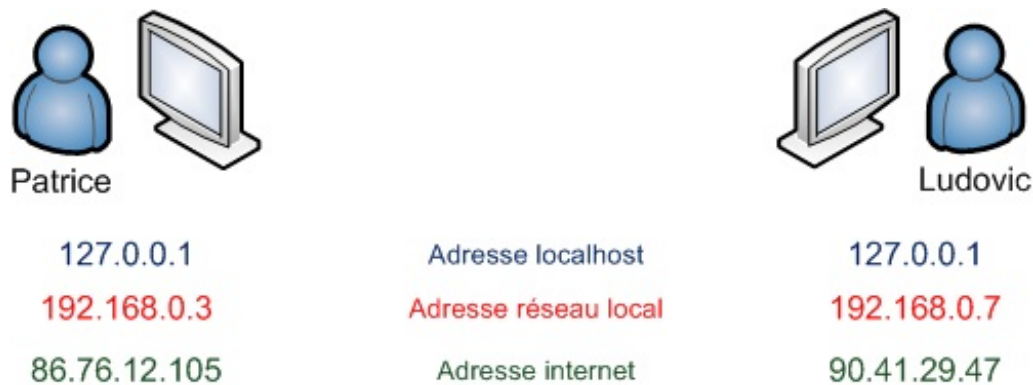 Patrice
Ludovic
127.0.0.1 Adresse localhost 127.0.0.1
192.168.0.3 Adresse réseau local 192.168.0.7
86.76.12.105 Adresse internet 90.41.29.47